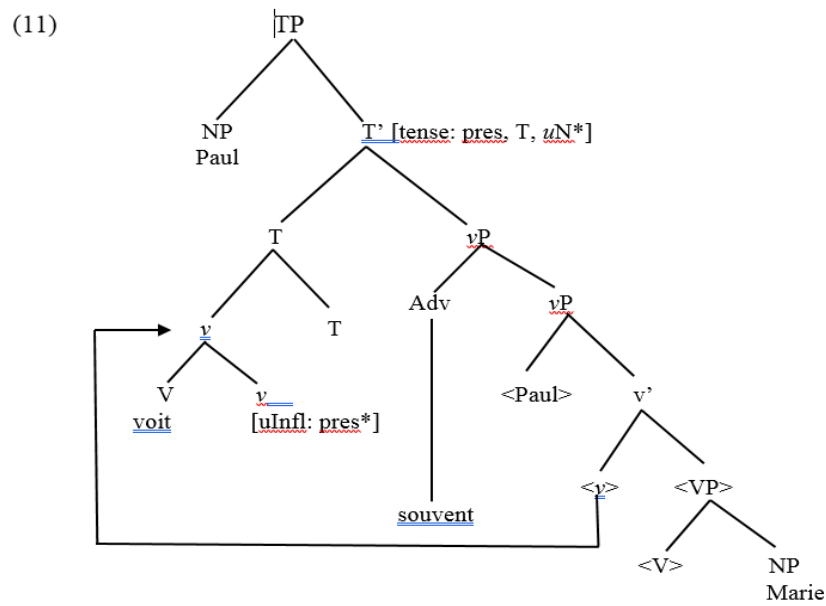 (11)
TP
NP
Paul
T’ [tense: pres, T, uN*]
T
vP
v
T
Adv
vP
V
voit
v
[uInfl: pres*]
<Paul>
v’
souvent
<v>
<VP>
<V>
NP
Marie